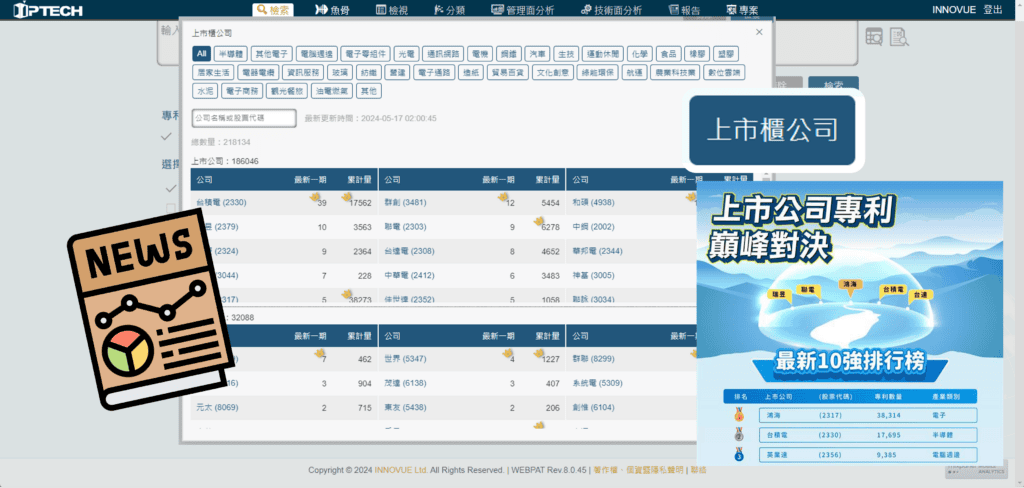 IPTECH
檢索 魚骨 檢視 分類 管理面分析 技術面分析 報告 專案 INNOVUE 登出
上市櫃公司 ×
All 半導體 其他電子 電腦週邊 電子零組件 光電 通訊網路 電機 鋼鐵 汽車 生技 運動休閒 化學 食品 橡膠 塑膠
居家生活 電器電纜 資訊服務 玻璃 紡織 營建 電子通路 造紙 貿易百貨 文化創意 綠能環保 航運 農業科技業 數位雲端
水泥 電子商務 觀光餐旅 油電燃氣 其他
公司名稱或股票代碼 最新更新時間：2024-05-17 02:00:45
總數量：218134
上市公司：186046
公司 最新一期 累計量 公司 最新一期 累計量 公司 最新一期 累計量
台積電 (2330) 39 17562 群創 (3481) 12 5454 和碩 (4938)
(2379) 10 3563 聯電 (2303) 9 6278 中鋼 (2002)
(2324) 9 2364 台達電 (2308) 8 4652 華邦電 (2344)
(3044) 7 228 中華電 (2412) 6 3483 神基 (3005)
(2317) 5 38273 佳世達 (2352) 5 1058 聯詠 (3034)
32088
最新一期 累計量 公司 最新一期 累計量 公司
7 462 世界 (5347) 4 1227 群聯 (8299)
3 904 茂達 (6138) 3 407 系統電 (5309)
元太 (8069) 2 715 東友 (5438) 2 206 創惟 (6104)
上市櫃公司
上市公司專利
巔峰對決
瑞昱 聯電 鴻海 台積電 台達
最新10強排行榜
排名 上市公司 (股票代碼) 專利數量 產業類別
1 鴻海 (2317) 38,314 電子
2 台積電 (2330) 17,695 半導體
3 英業達 (2356) 9,385 電腦週邊
NEWS
Copyright © 2024 INNOVUE Ltd. All Rights Reserved. | WEBPAT Rev.8.0.45 | 著作權、個資暨隱私聲明 | 聯絡